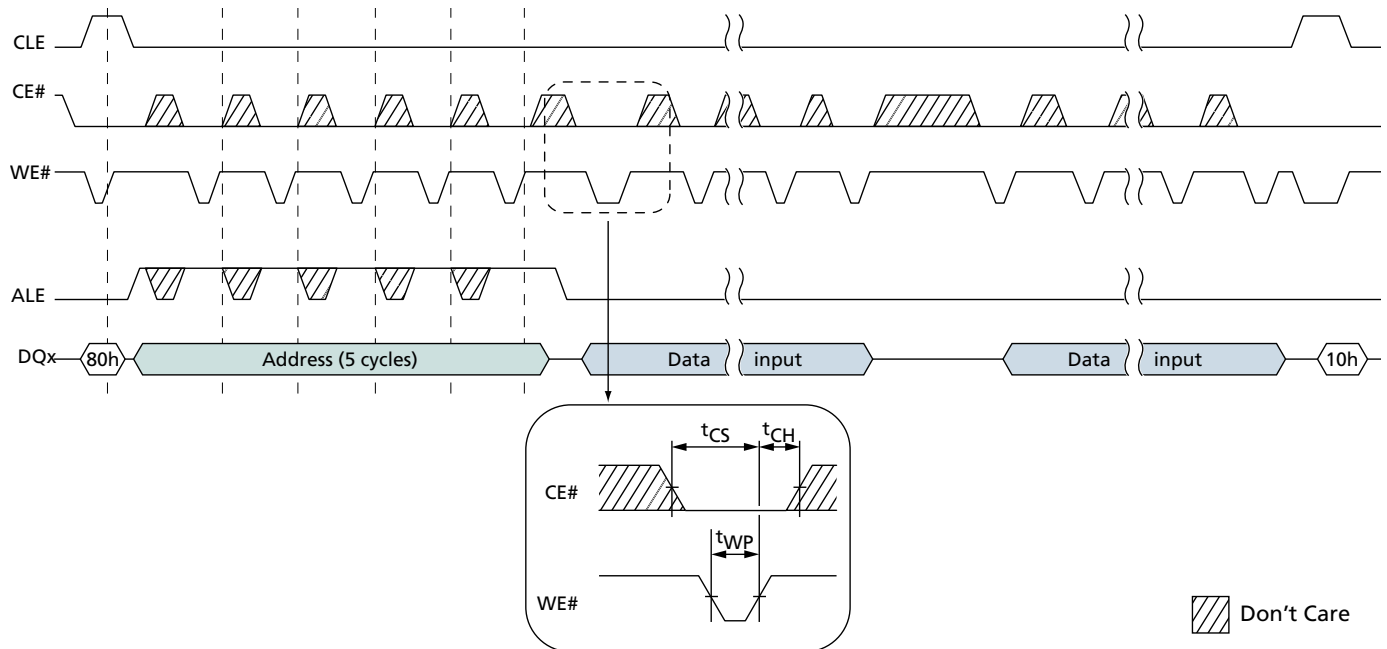 CLE
CE#
WE#
ALE
DQx 80h Address (5 cycles) Data input Data input 10h
tCS tCH
CE#
tWP
WE#
Don't Care